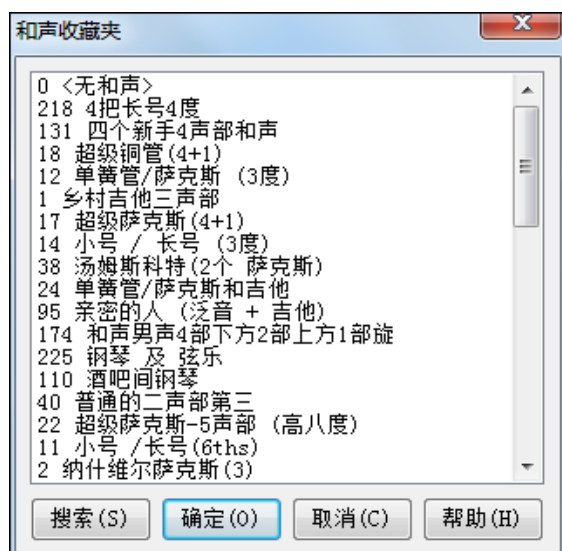 和声收藏夹
0 <无和声>
218 4把长号4度
131 四个新手4声部和声
18 超级铜管(4+1)
12 单簧管/萨克斯 (3度)
1 乡村吉他三声部
17 超级萨克斯(4+1)
14 小号 / 长号 (3度)
38 汤姆斯科特(2个 萨克斯)
24 单簧管/萨克斯和吉他
95 亲密的人 (泛音 + 吉他)
174 和声男声4部下方2部上方1部旋
225 钢琴 及 弦乐
110 酒吧间钢琴
40 普通的二声部第三
22 超级萨克斯-5声部 (高八度)
11 小号 /长号(6ths)
2 纳什维尔萨克斯(3)
搜索(S) 确定(O) 取消(C) 帮助(H)